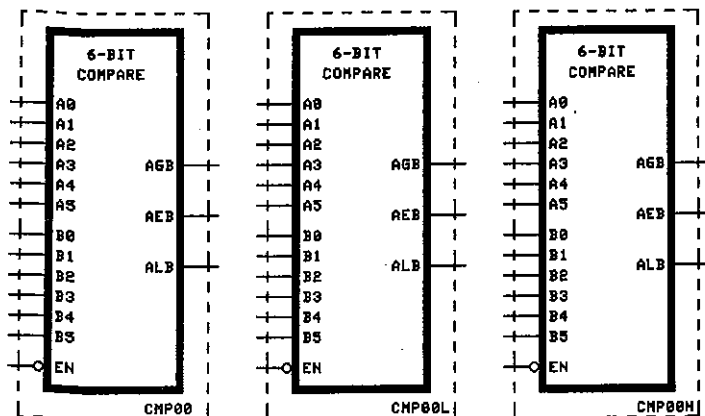 6-BIT
COMPARE
A0
A1
A2
A3
A4
A5
B0
B1
B2
B3
B4
B5
EN
AGB
AEB
ALB
CMP00
6-BIT
COMPARE
A0
A1
A2
A3
A4
A5
B0
B1
B2
B3
B4
B5
EN
AGB
AEB
ALB
CMP00L
6-BIT
COMPARE
A0
A1
A2
A3
A4
A5
B0
B1
B2
B3
B4
B5
EN
AGB
AEB
ALB
CMP00H